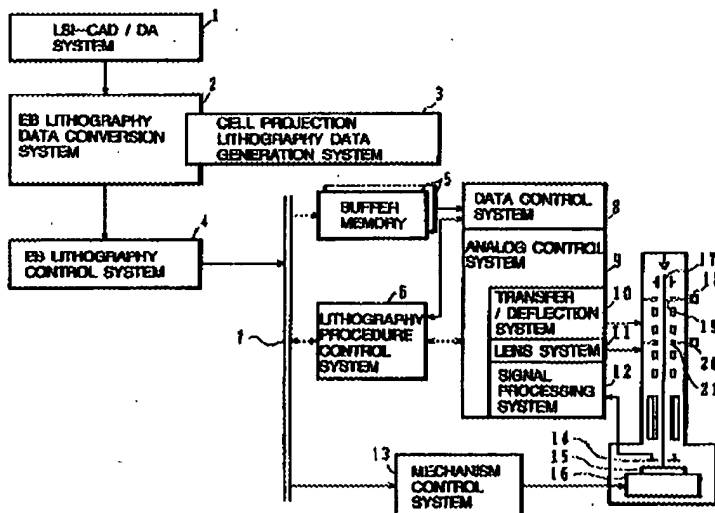 1
LSI-CAD / DA
SYSTEM
2
EB LITHOGRAPHY
DATA CONVERSION
SYSTEM
3
CELL PROJECTION
LITHOGRAPHY DATA
GENERATION SYSTEM
4
EB LITHOGRAPHY
CONTROL SYSTEM
5
BUFFER
MEMORY
DATA CONTROL
SYSTEM
8
ANALOG CONTROL
SYSTEM
9
6
LITHOGRAPHY
PROCEDURE
CONTROL
SYSTEM
TRANSFER
/ DEFLECTION
SYSTEM
10
LENS SYSTEM
11
SIGNAL
PROCESSING
SYSTEM
12
17
18
19
20
21
14
15
16
13
MECHANISM
CONTROL
SYSTEM